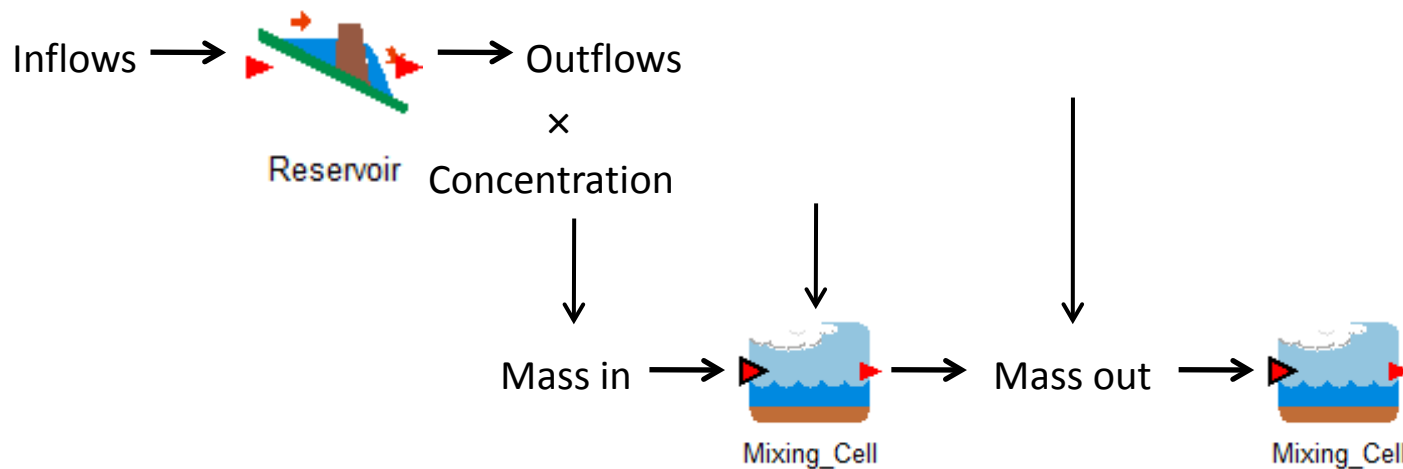 Inflows
Outflows
×
Reservoir
Concentration
Mass in
Mass out
Mixing_Cell
Mixing_Cell